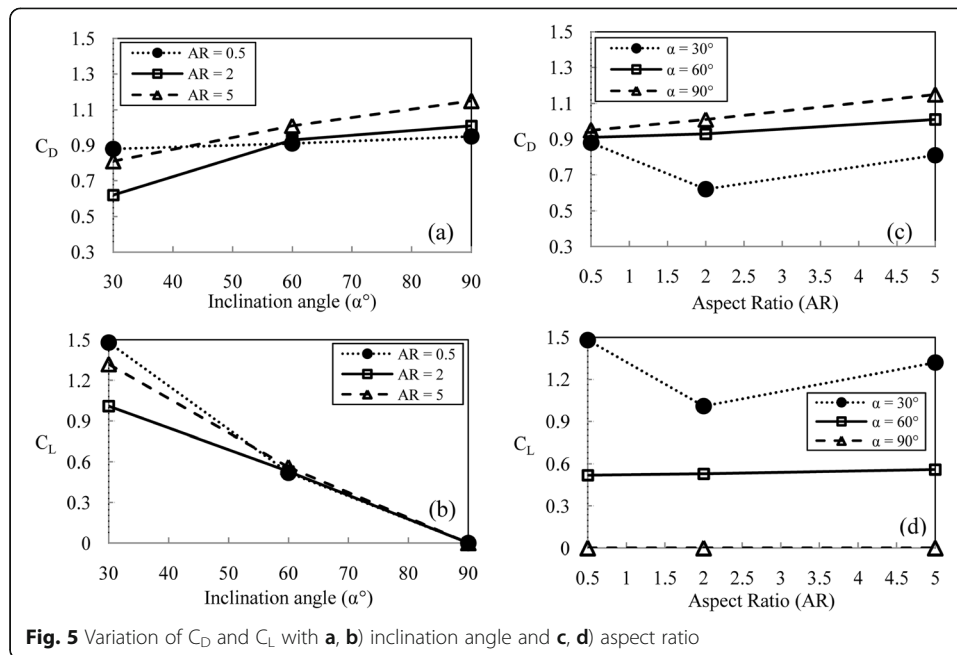 1.5
1.3
1.1
0.9
0.7
0.5
0.3
C_D
AR = 0.5
AR = 2
AR = 5
(a)
30 40 50 60 70 80 90
Inclination angle (α°)
1.5
1.3
1.1
0.9
0.7
0.5
0.3
C_D
α = 30°
α = 60°
α = 90°
(c)
0.5 1 2 1.5 2 2.5 3 3.5 4 4.5 5
Aspect Ratio (AR)
1.5
1.2
0.9
0.6
0.3
0
C_L
AR = 0.5
AR = 2
AR = 5
(b)
30 40 50 60 70 80 90
Inclination angle (α°)
1.5
1.2
0.9
0.6
0.3
0
C_L
α = 30°
α = 60°
α = 90°
(d)
0.5 1 1.5 2 2.5 3 3.5 4 4.5 5
Aspect Ratio (AR)
Fig. 5 Variation of C_D and C_L with a, b) inclination angle and c, d) aspect ratio